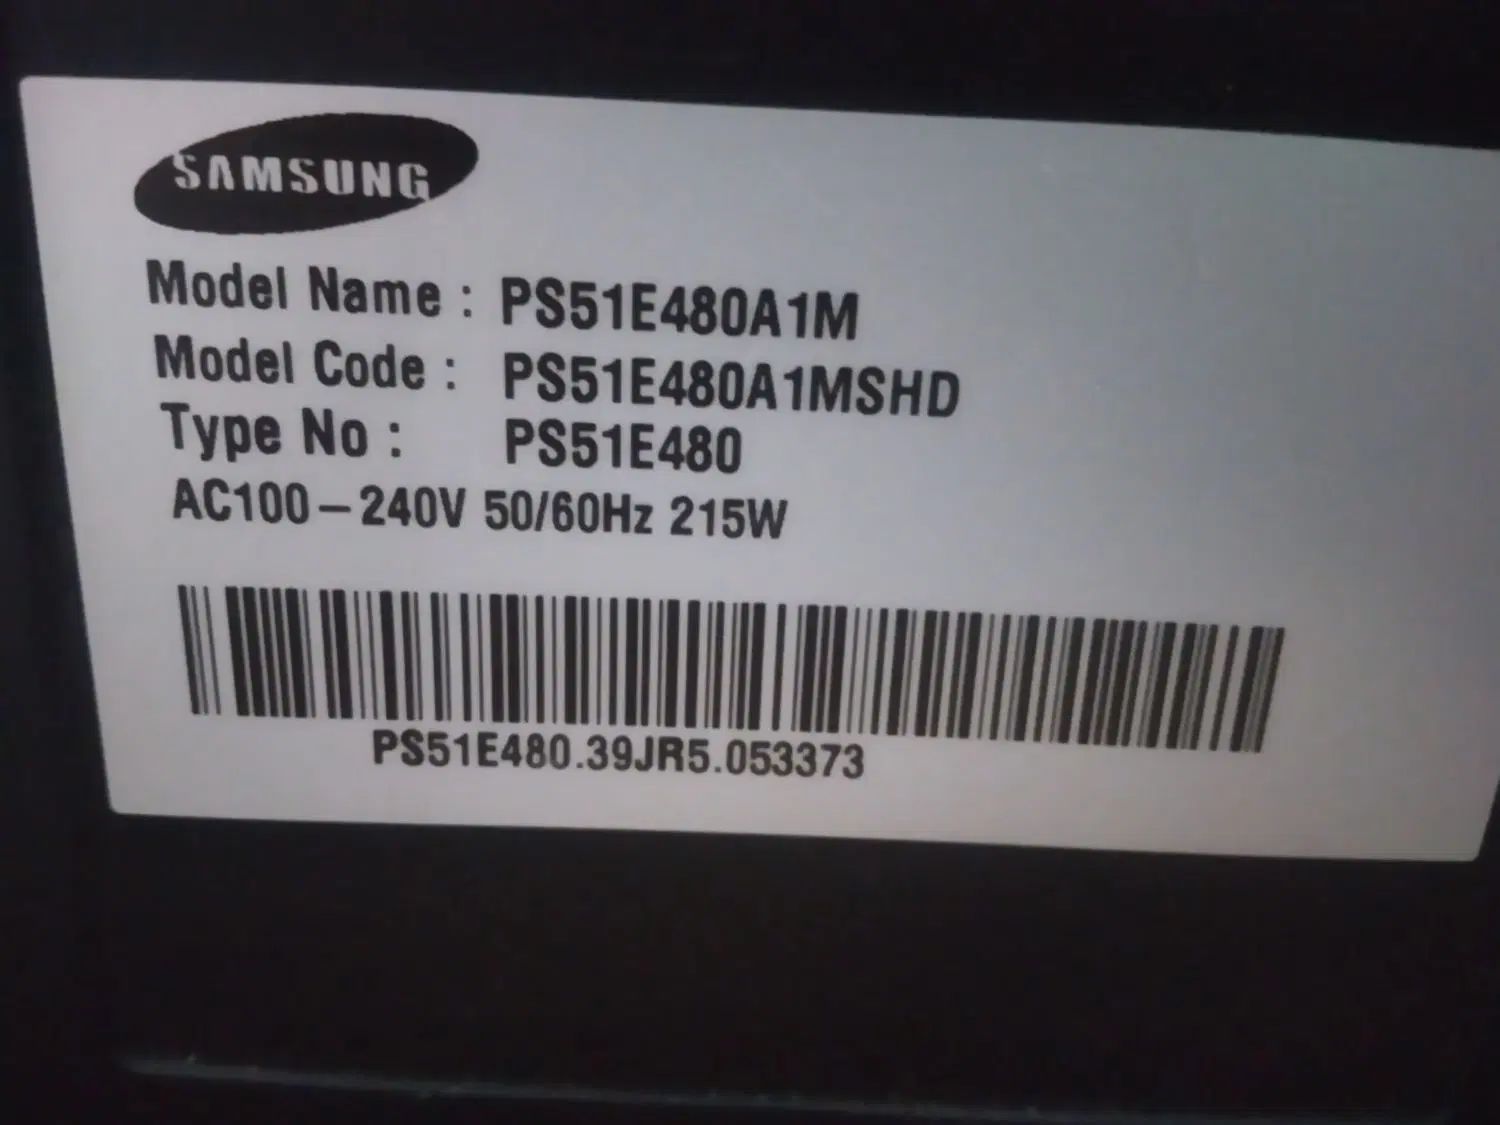 SAMSUNG
Model Name : PS51E480A1M
Model Code : PS51E480A1MSHD
Type No : PS51E480
AC100-240V 50/60Hz 215W
PS51E480.39JR5.053373